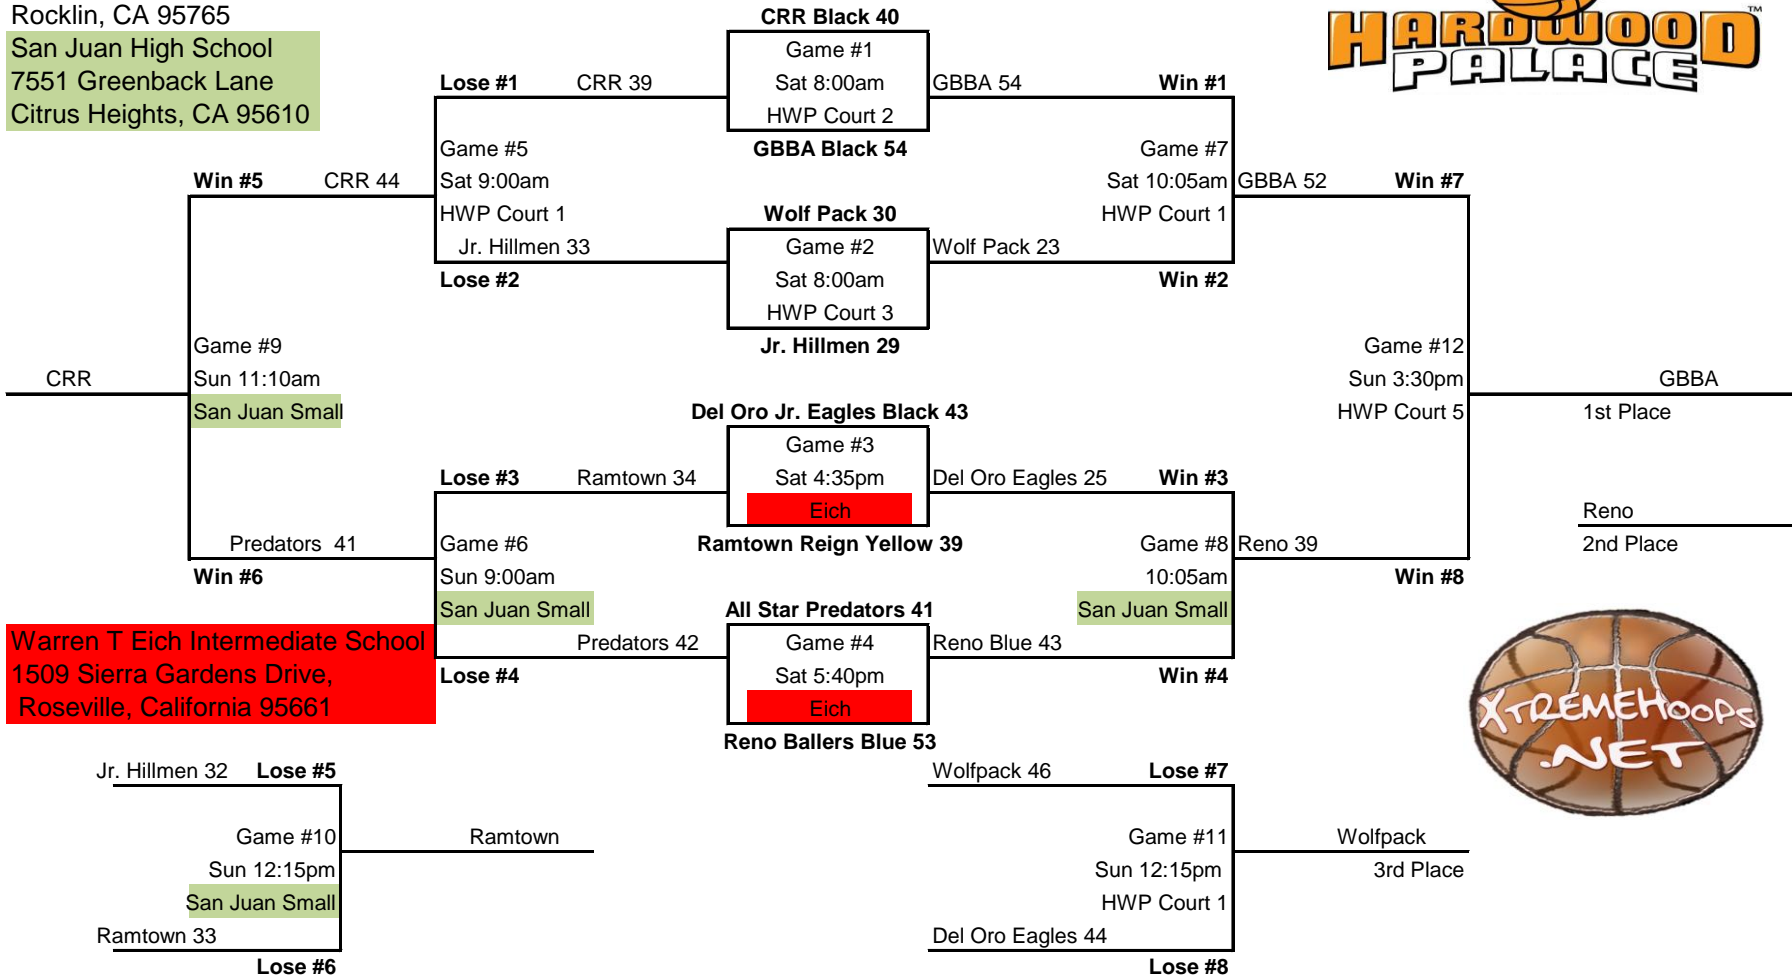 Rocklin, CA 95765
San Juan High School
7551 Greenback Lane
Citrus Heights, CA 95610
HARDWOOD
PALACE
TM
CRR Black 40
Game #1
Sat 8:00am
HWP Court 2
GBBA Black 54
Lose #1
CRR 39
GBBA 54
Win #1
Game #5
Sat 9:00am
HWP Court 1
Game #7
Sat 10:05am
HWP Court 1
Win #5
CRR 44
GBBA 52
Win #7
Wolf Pack 30
Game #2
Sat 8:00am
HWP Court 3
Jr. Hillmen 29
Jr. Hillmen 33
Lose #2
Wolf Pack 23
Win #2
Game #9
Sun 11:10am
San Juan Small
CRR
Game #12
Sun 3:30pm
HWP Court 5
GBBA
1st Place
Del Oro Jr. Eagles Black 43
Game #3
Sat 4:35pm
Eich
Ramtown Reign Yellow 39
Lose #3
Ramtown 34
Del Oro Eagles 25
Win #3
Reno
2nd Place
Predators 41
Win #6
Game #6
Sun 9:00am
San Juan Small
Game #8
10:05am
San Juan Small
Reno 39
Win #8
All Star Predators 41
Game #4
Sat 5:40pm
Eich
Reno Ballers Blue 53
Predators 42
Lose #4
Reno Blue 43
Win #4
Warren T Eich Intermediate School
1509 Sierra Gardens Drive,
Roseville, California 95661
XTREMEHOOPS
.NET
Jr. Hillmen 32
Lose #5
Game #10
Sun 12:15pm
San Juan Small
Ramtown
Ramtown 33
Lose #6
Wolfpack 46
Lose #7
Game #11
Sun 12:15pm
HWP Court 1
Wolfpack
3rd Place
Del Oro Eagles 44
Lose #8